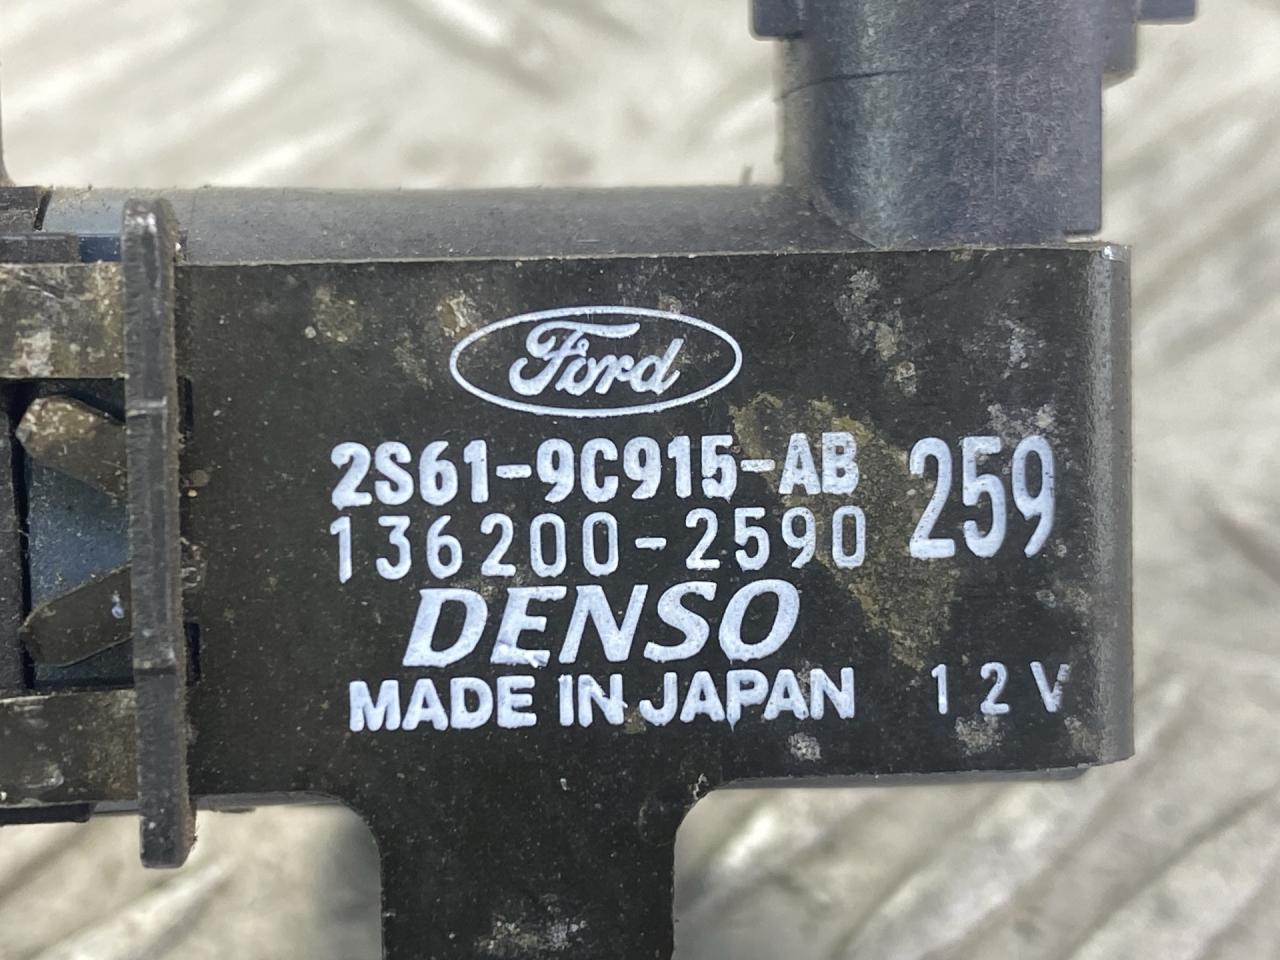 Ford
2S61-9C915-AB
136200-2590
259
DENSO
MADE IN JAPAN
12V